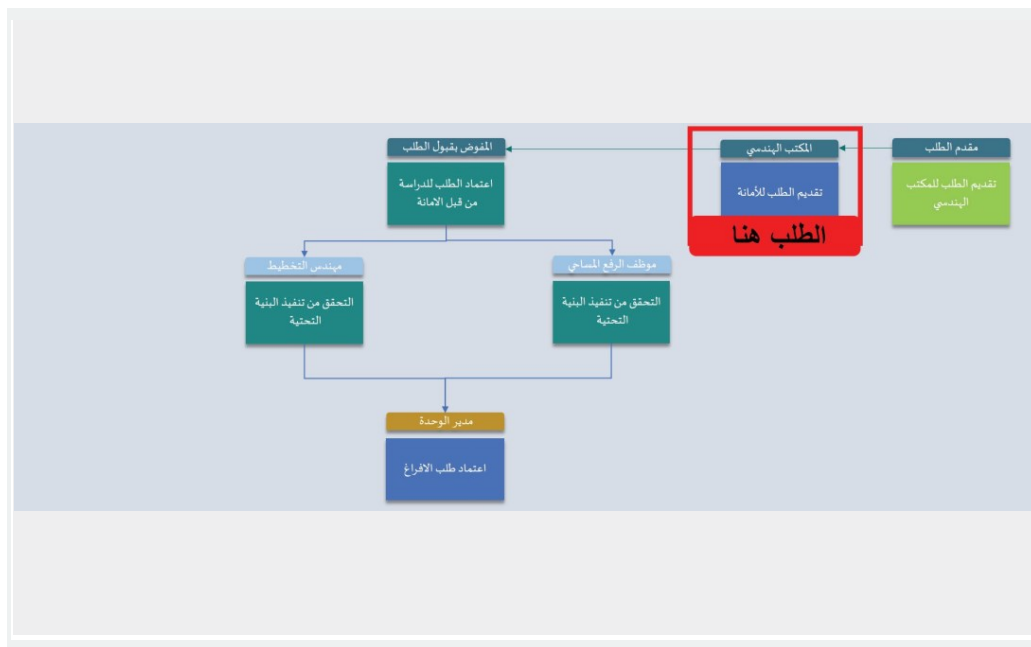 مقدم الطلب
تقديم الطلب للمكتب
الهندسي
المكتب الهندسي
تقديم الطلب للأمانة
الطلب هنا
المفوض بقبول الطلب
اعتماد الطلب للدراسة
من قبل الامانة
موظف الرفع المساحي
التحقق من تنفيذ البنية
التحتية
مهندس التخطيط
التحقق من تنفيذ البنية
التحتية
مدير الوحدة
اعتماد طلب الافراغ